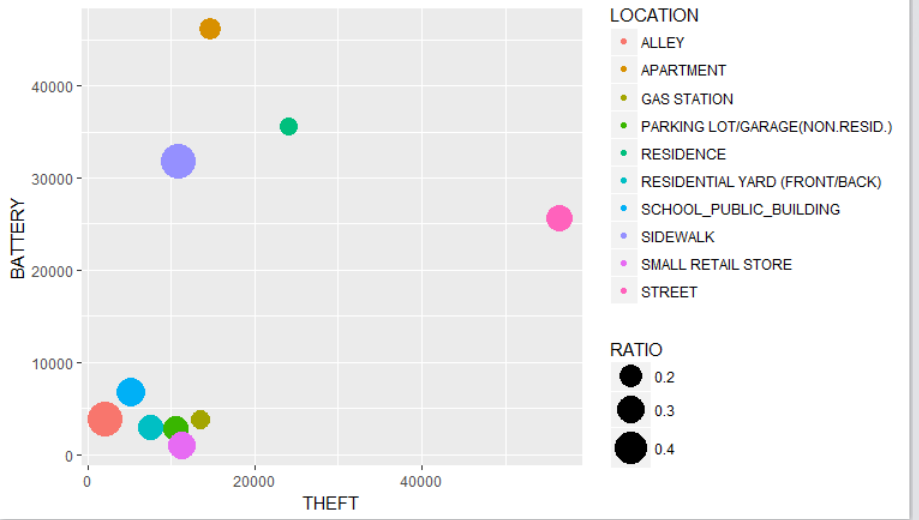 LOCATION
ALLEY
APARTMENT
GAS STATION
PARKING LOT/GARAGE(NON.RESID.)
RESIDENCE
RESIDENTIAL YARD (FRONT/BACK)
SCHOOL_PUBLIC_BUILDING
SIDEWALK
SMALL RETAIL STORE
STREET
RATIO
0.2
0.3
0.4
BATTERY
40000
30000
20000
10000
0
0
20000
40000
THEFT